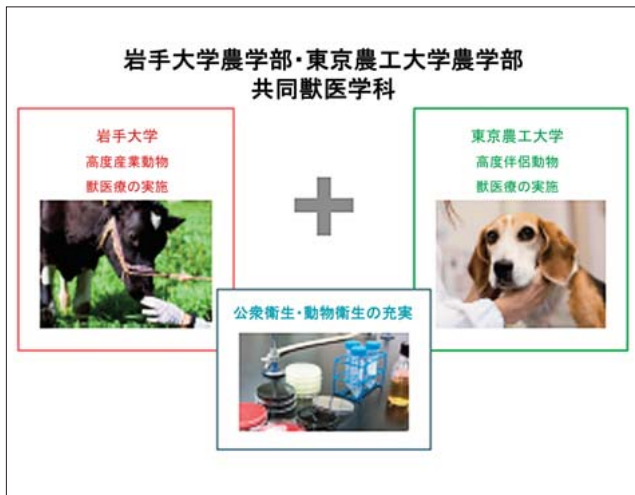 岩手大学農学部・東京農工大学農学部
共同獣医学科
岩手大学
高度産業動物
獣医療の実施
東京農工大学
高度伴侶動物
獣医療の実施
公衆衛生・動物衛生の充実